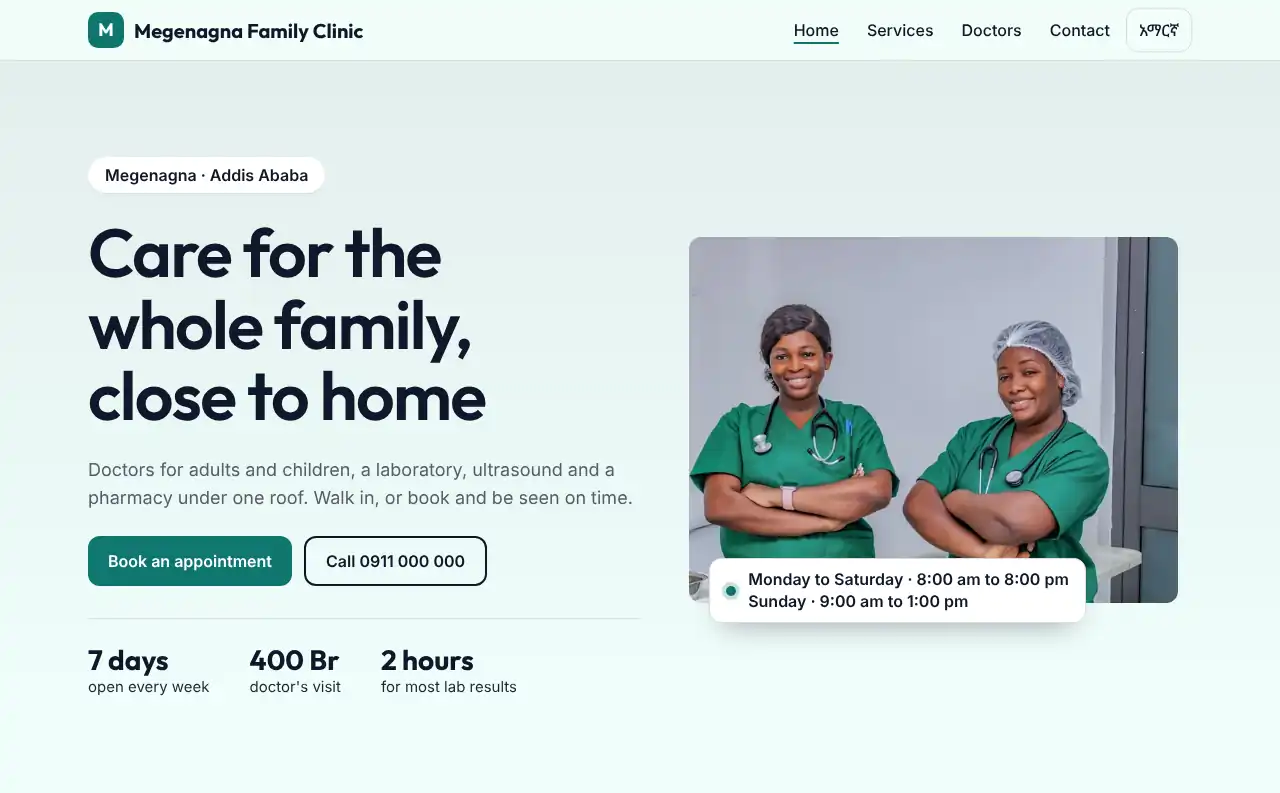 M
Megenagna Family Clinic
Home
Services
Doctors
Contact
አማርኛ
Megenagna · Addis Ababa
Care for the
whole family,
close to home
Doctors for adults and children, a laboratory, ultrasound and a
pharmacy under one roof. Walk in, or book and be seen on time.
Book an appointment
Call 0911 000 000
Monday to Saturday · 8:00 am to 8:00 pm
Sunday · 9:00 am to 1:00 pm
7 days
open every week
400 Br
doctor's visit
2 hours
for most lab results